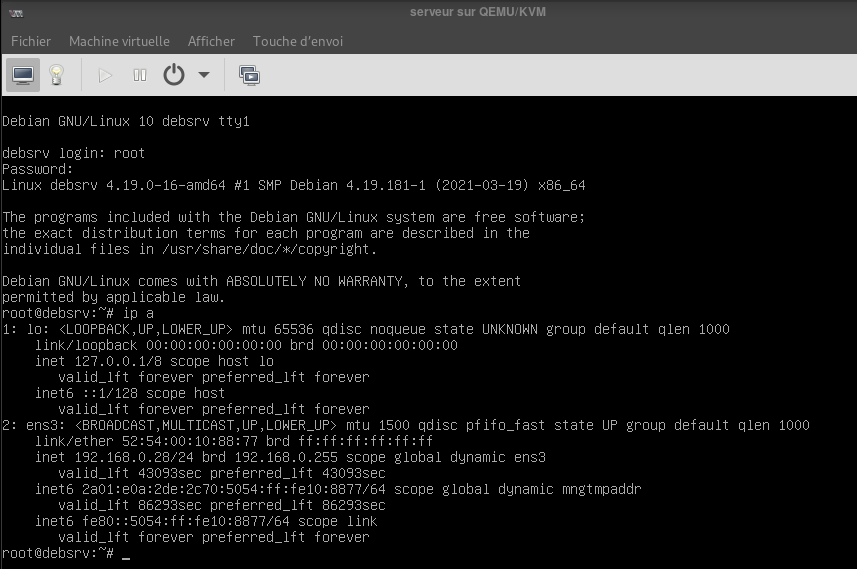 serveur sur QEMU/KVM
Fichier Machine virtuelle Afficher Touche d'envoi
Debian GNU/Linux 10 debsrv tty1
debsrv login: root
Password:
Linux debsrv 4.19.0-16-amd64 #1 SMP Debian 4.19.181-1 (2021-03-19) x86_64
The programs included with the Debian GNU/Linux system are free software;
the exact distribution terms for each program are described in the
individual files in /usr/share/doc/*/copyright.
Debian GNU/Linux comes with ABSOLUTELY NO WARRANTY, to the extent
permitted by applicable law.
root@debsrv:~# ip a
1: lo: <LOOPBACK,UP,LOWER_UP> mtu 65536 qdisc noqueue state UNKNOWN group default qlen 1000
    link/loopback 00:00:00:00:00:00 brd 00:00:00:00:00:00
    inet 127.0.0.1/8 scope host lo
       valid_lft forever preferred_lft forever
    inet6 ::1/128 scope host
       valid_lft forever preferred_lft forever
2: ens3: <BROADCAST,MULTICAST,UP,LOWER_UP> mtu 1500 qdisc pfifo_fast state UP group default qlen 1000
    link/ether 52:54:00:10:88:77 brd ff:ff:ff:ff:ff:ff
    inet 192.168.0.28/24 brd 192.168.0.255 scope global dynamic ens3
       valid_lft 43093sec preferred_lft 43093sec
    inet6 2a01:e0a:2de:2c70:5054:ff:fe10:8877/64 scope global dynamic mngtmpaddr
       valid_lft 86293sec preferred_lft 86293sec
    inet6 fe80::5054:ff:fe10:8877/64 scope link
       valid_lft forever preferred_lft forever
root@debsrv:~# _